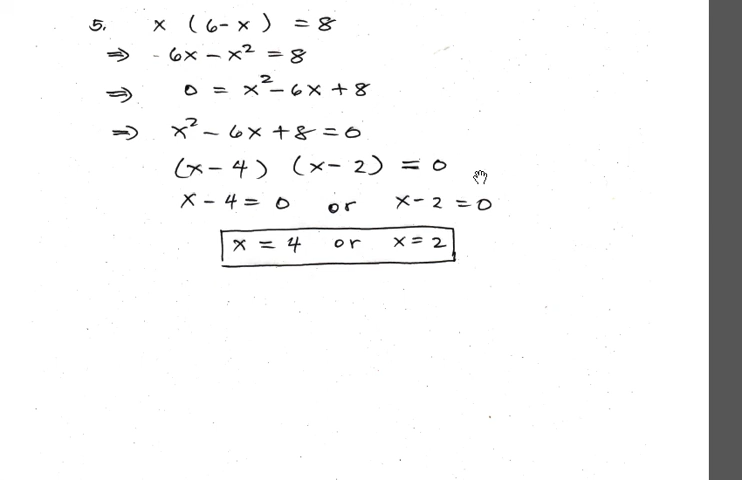 5. x (6-x) = 8
⇒ 6x - x² = 8
⇒ 0 = x² - 6x + 8
⇒ x² - 6x + 8 = 0
(x - 4) (x - 2) = 0
x - 4 = 0 or x - 2 = 0
x = 4 or x = 2